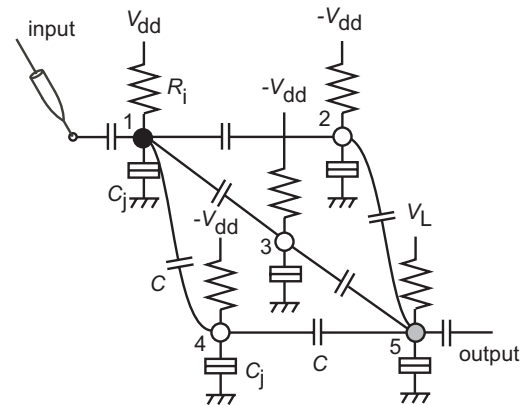 input
V_dd
-V_dd
R_i
-V_dd
1
2
C_j
-V_dd
3
V_L
C
4
5
C_j
C
output